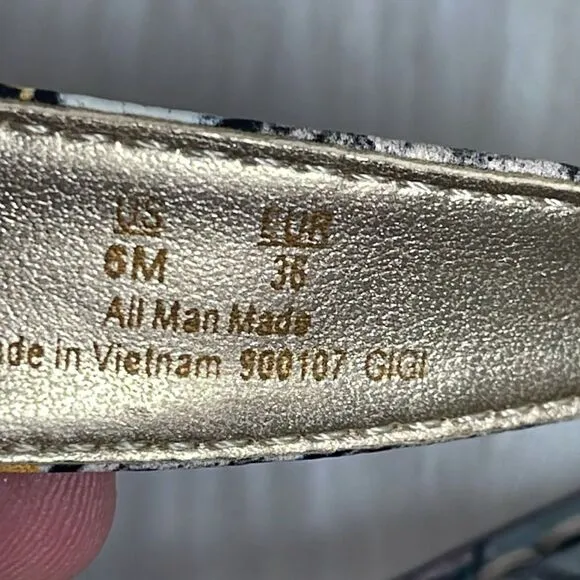 US EUR
6M 36
All Man Made
ade in Vietnam 900107 GIGI